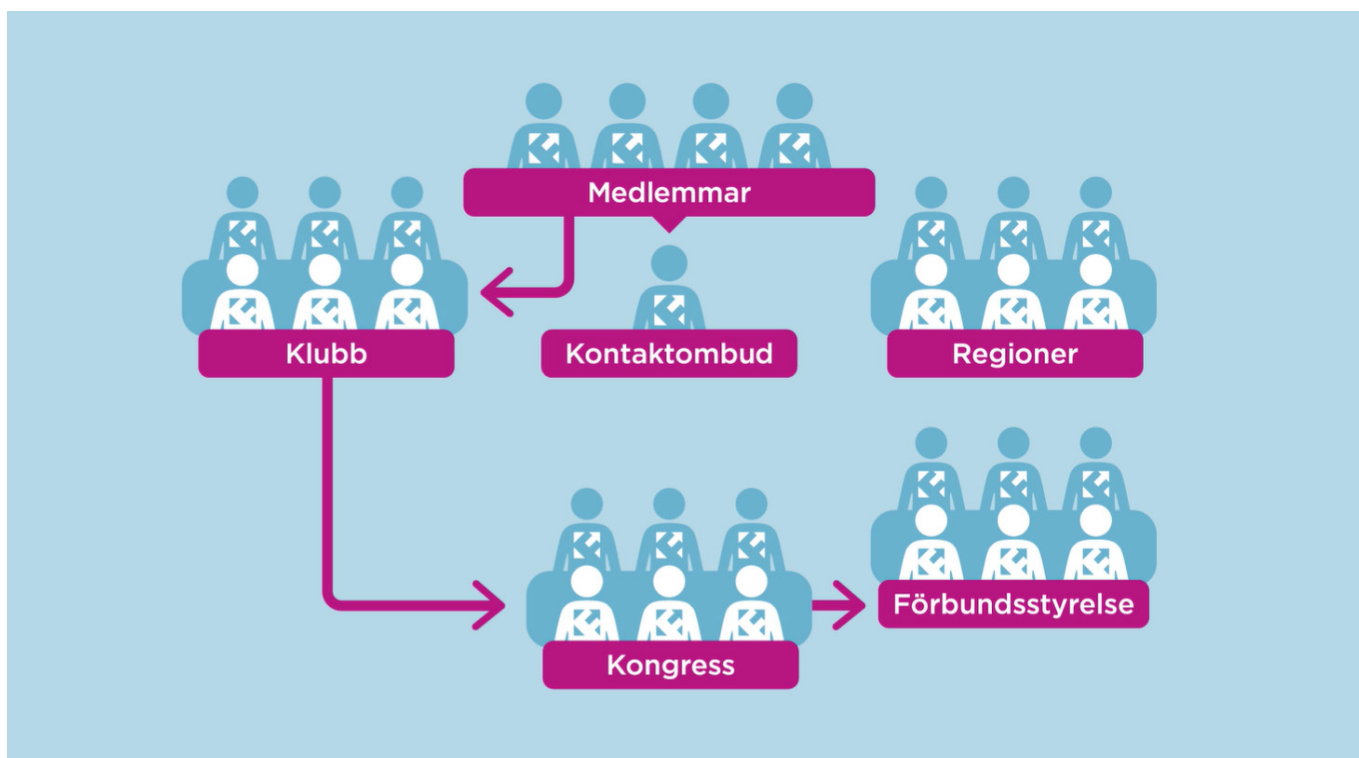 Medlemmar
Klubb
Kontaktombud
Regioner
Förbundsstyrelse
Kongress